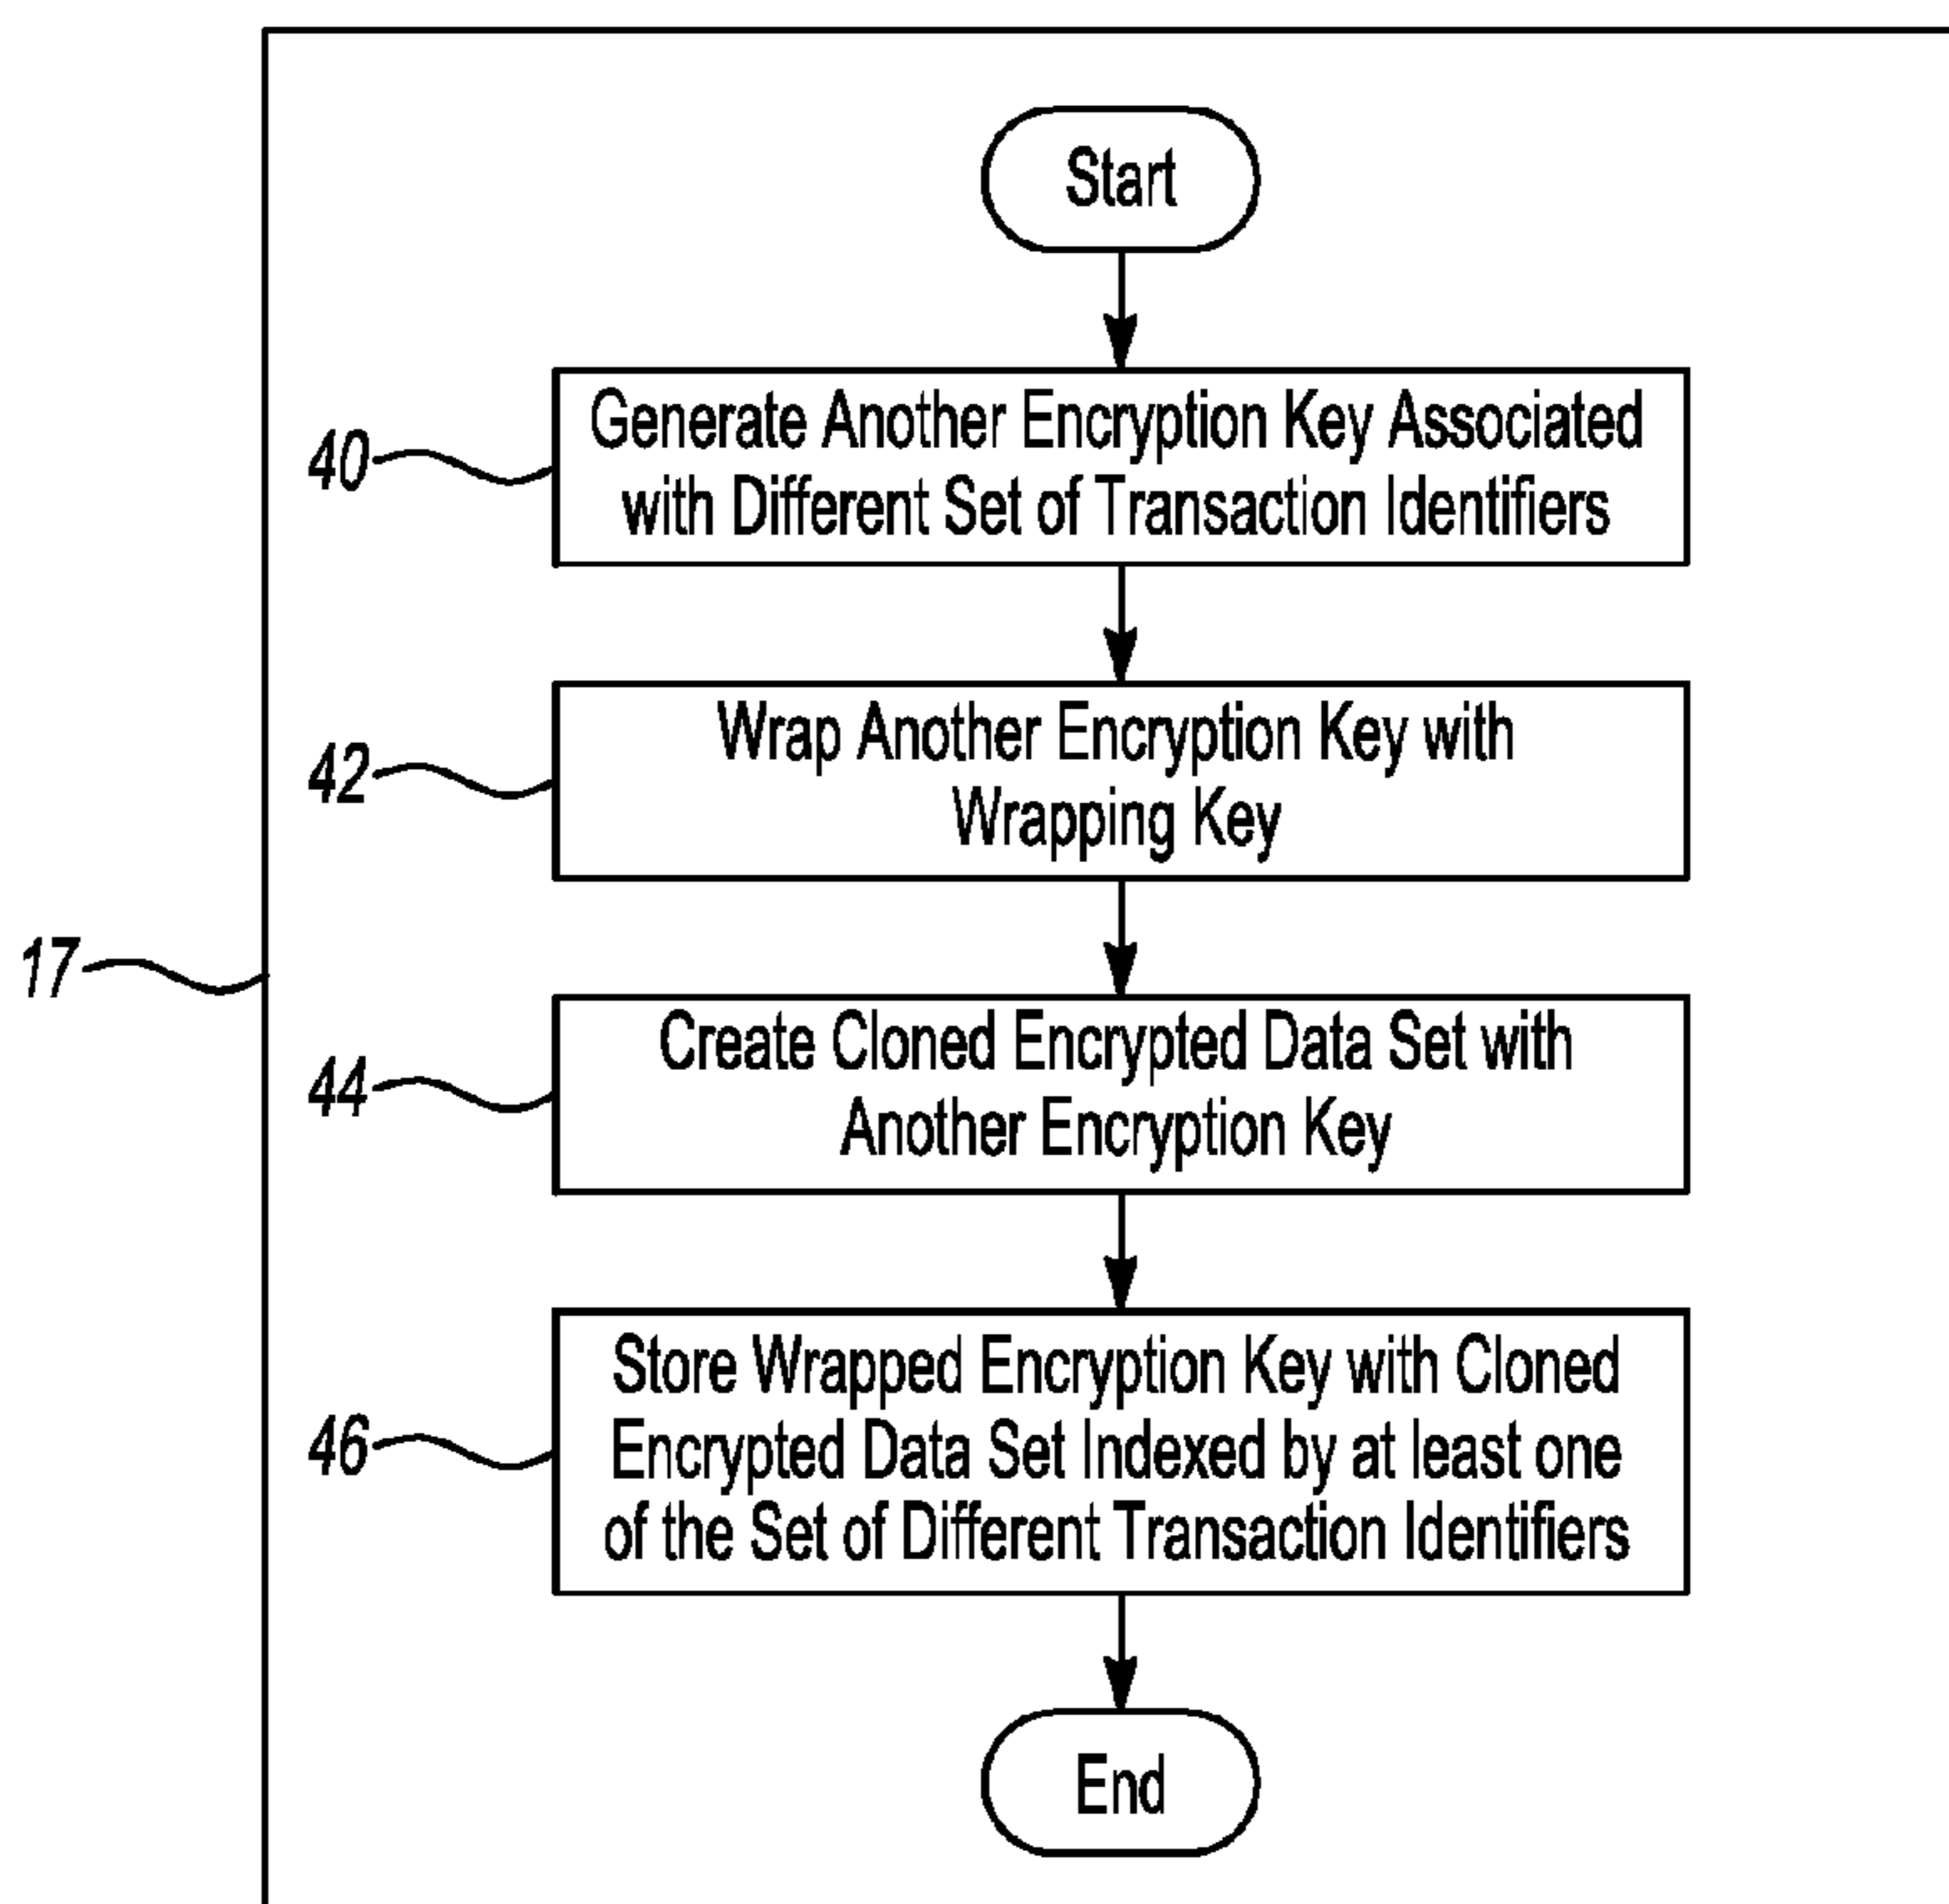 Start
40
Generate Another Encryption Key Associated
with Different Set of Transaction Identifiers
42
Wrap Another Encryption Key with
Wrapping Key
17
44
Create Cloned Encrypted Data Set with
Another Encryption Key
46
Store Wrapped Encryption Key with Cloned
Encrypted Data Set Indexed by at least one
of the Set of Different Transaction Identifiers
End